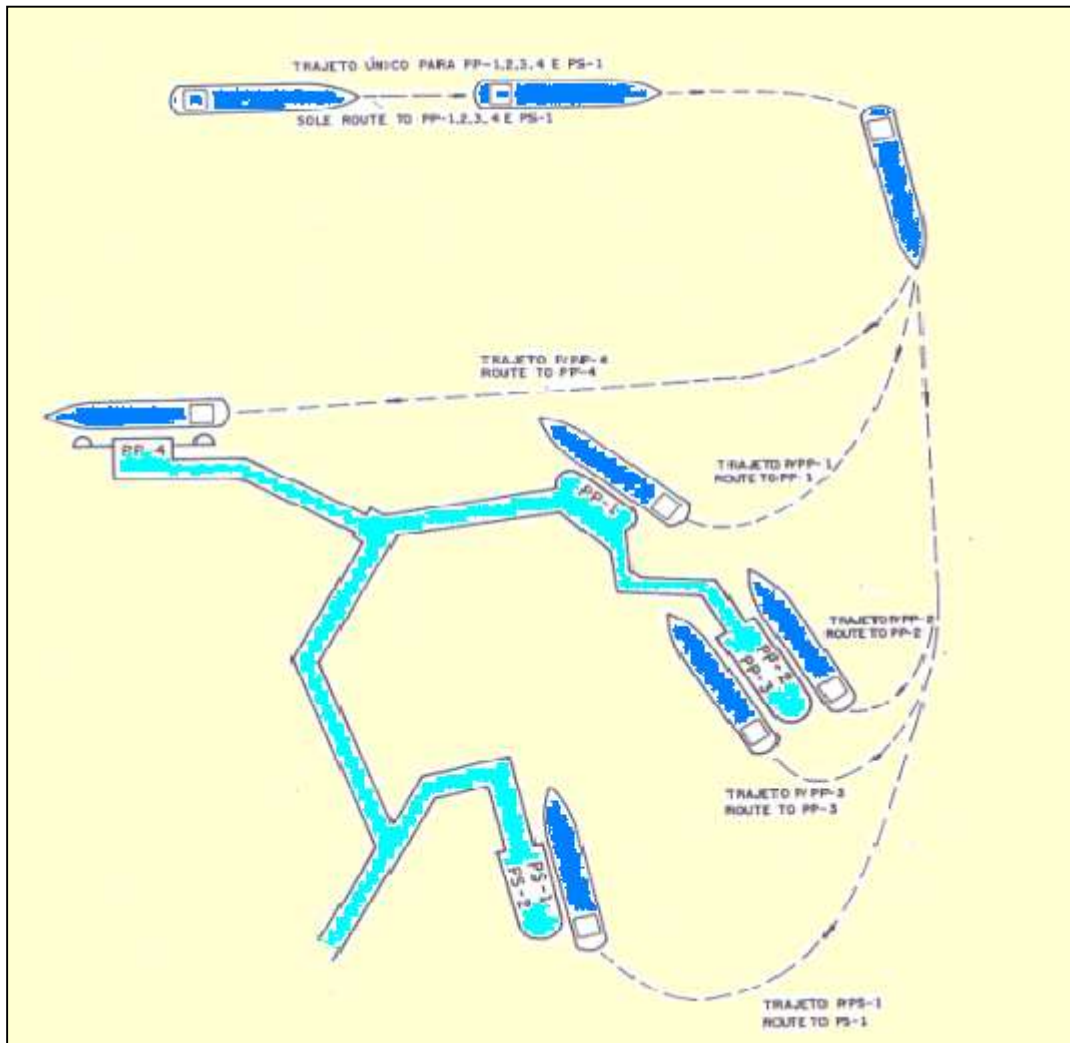 TRAJETO ÚNICO PARA PP-1,2,3,4 E PS-1
SOLE ROUTE TO PP-1,2,3,4 E PS-1
TRAJETO P/PP-4
ROUTE TO PP-4
PP-4
TRAJETO P/PP-1
ROUTE TO PP-1
PP-1
TRAJETO P/PP-2
ROUTE TO PP-2
PP-2
PP-3
TRAJETO P/PP-3
ROUTE TO PP-3
PS-1
PS-2
TRAJETO P/PS-1
ROUTE TO PS-1